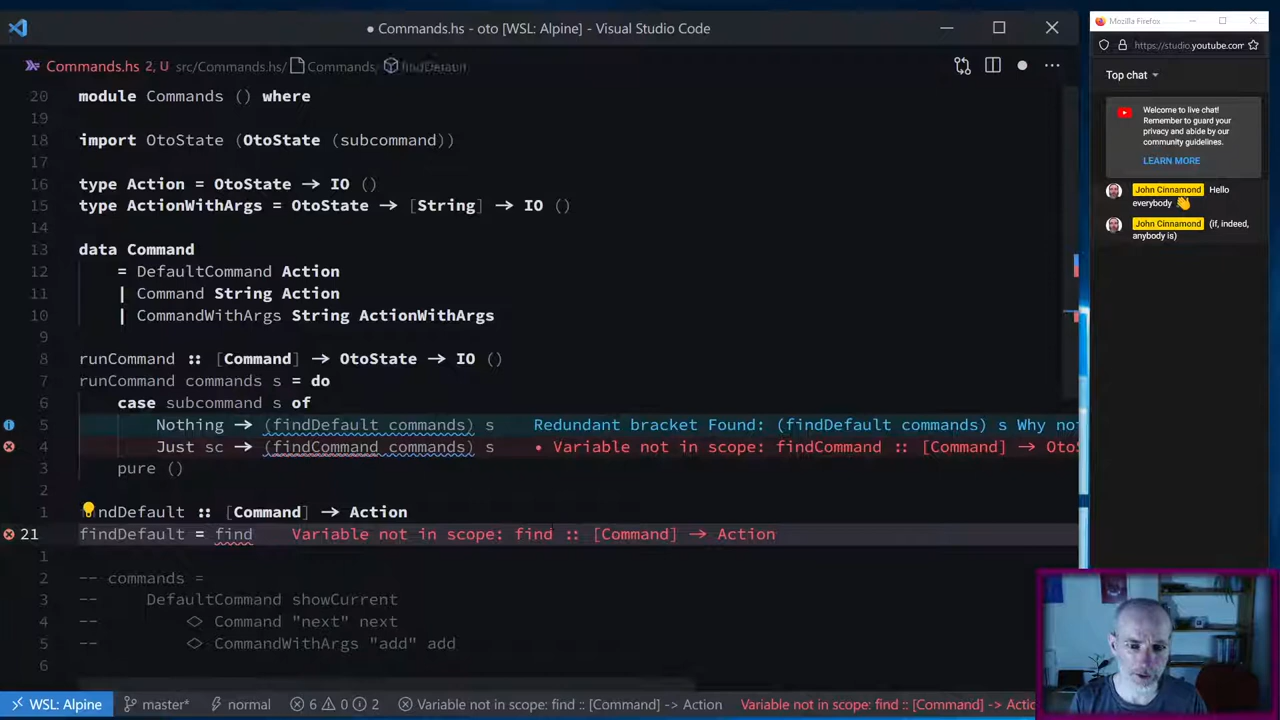 Commands.hs - oto [WSL: Alpine] - Visual Studio Code
Commands.hs 2, U src/Commands.hs/ Commands/ findDefault
20 module Commands () where
19
18 import OtoState (OtoState (subcommand))
17
16 type Action = OtoState → IO ()
15 type ActionWithArgs = OtoState → [String] → IO ()
14
13 data Command
12 = DefaultCommand Action
11 | Command String Action
10 | CommandWithArgs String ActionWithArgs
9
8 runCommand :: [Command] → OtoState → IO ()
7 runCommand commands s = do
6 case subcommand s of
5 Nothing → (findDefault commands) s Redundant bracket Found: (findDefault commands) s Why no
4 Just sc → (findCommand commands) s • Variable not in scope: findCommand :: [Command] → Oto
3 pure ()
2
1 ndDefault :: [Command] → Action
21 findDefault = find Variable not in scope: find :: [Command] → Action
1
2 -- commands =
3 -- DefaultCommand showCurrent
4 -- <> Command "next" next
5 -- <> CommandWithArgs "add" add
6
WSL: Alpine master* normal 6 0 2 Variable not in scope: find :: [Command] -> Action Variable not in scope: find :: [Command] -> Actio
Mozilla Firefox
https://studio.youtube.com
Top chat
Welcome to live chat!
Remember to guard your
privacy and abide by our
community guidelines.
LEARN MORE
John Cinnamond Hello
everybody 👋
John Cinnamond (if, indeed,
anybody is)